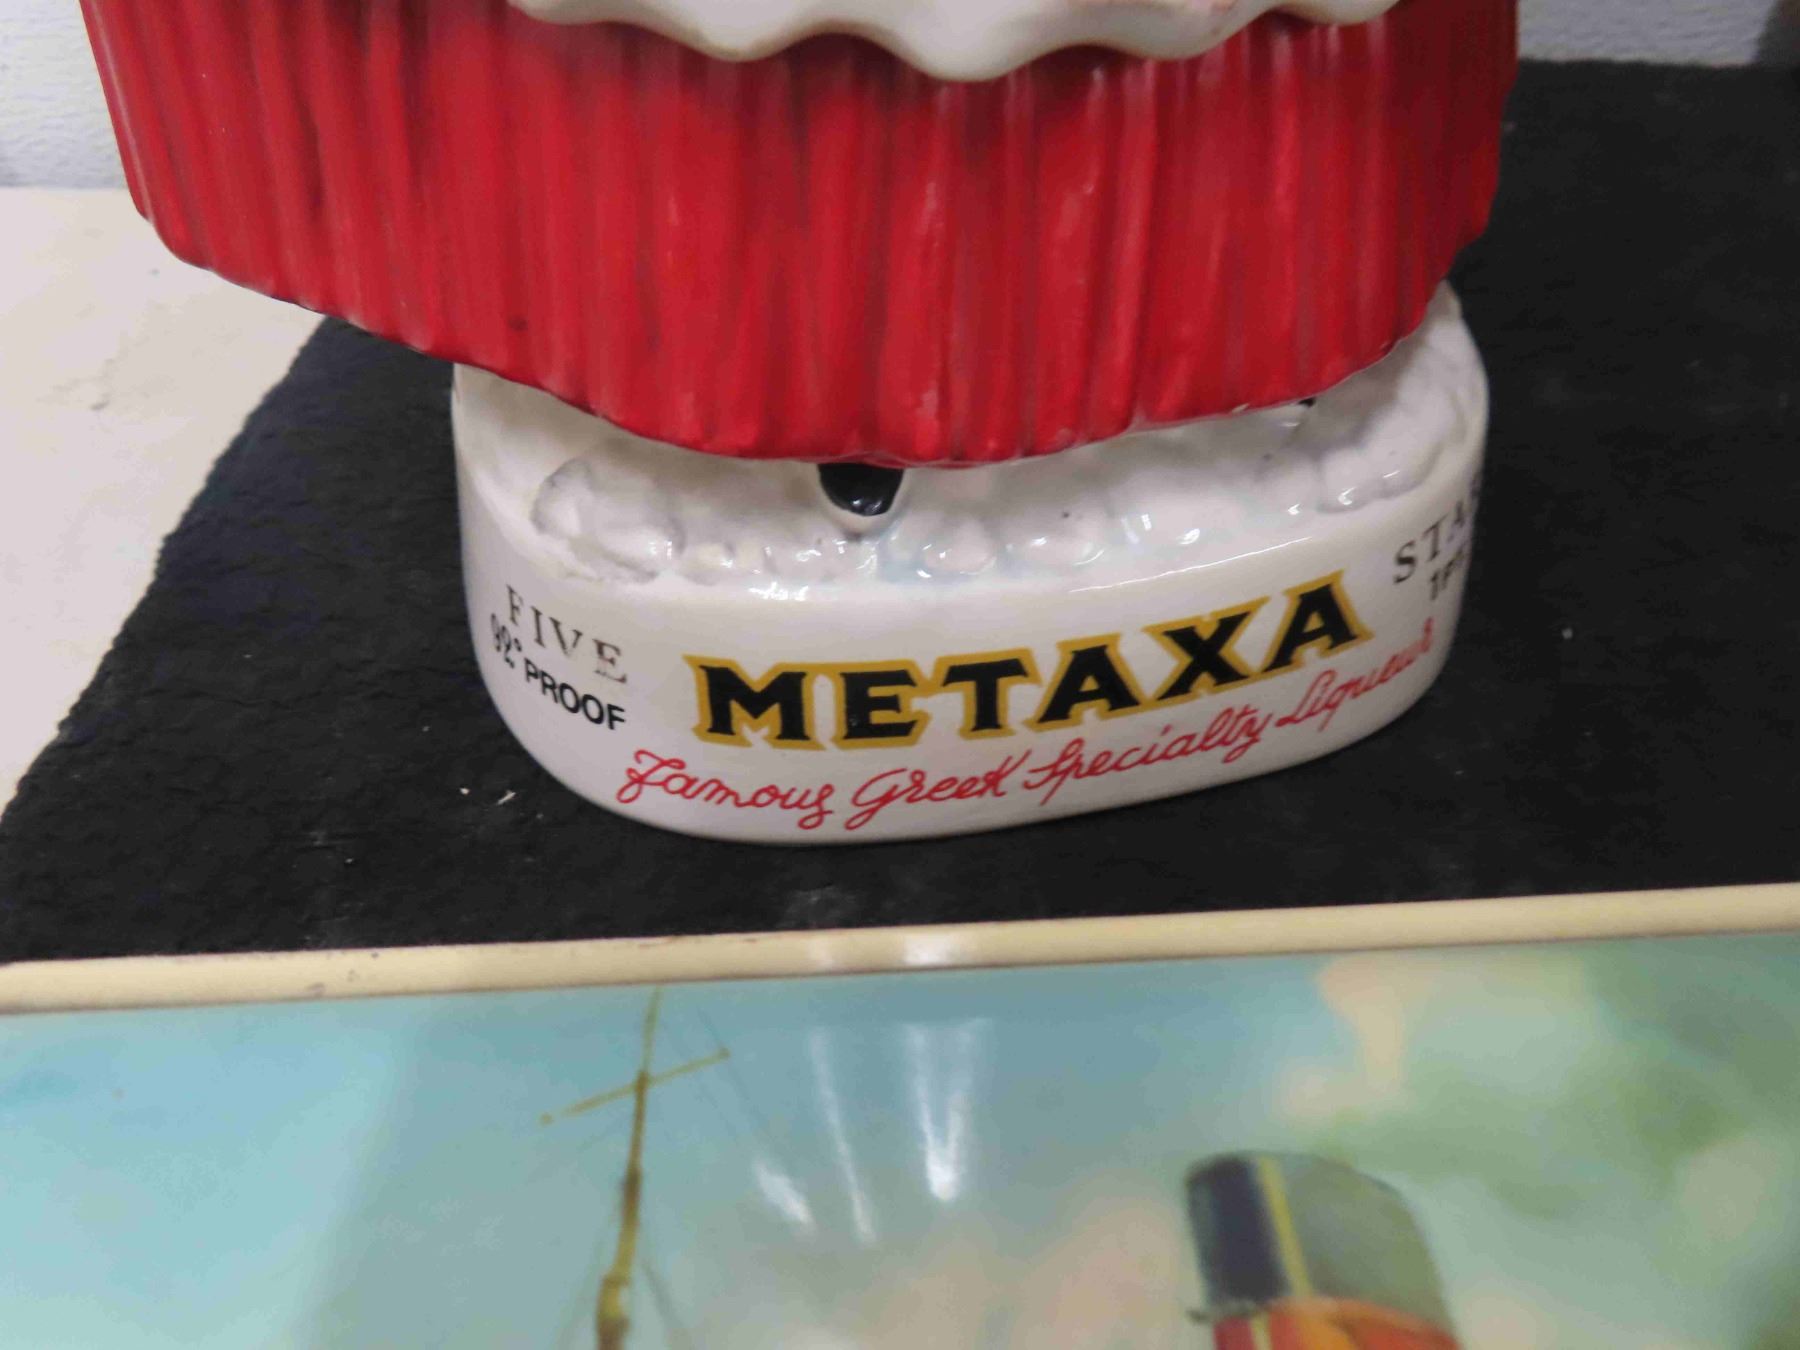 FIVE
92° PROOF
METAXA
Famous Greek Specialty Liqueur